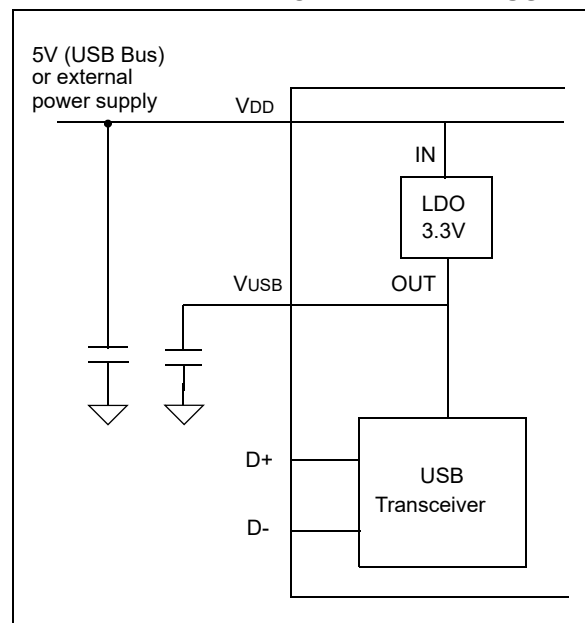 5V (USB Bus)
or external
power supply
VDD
IN
LDO
3.3V
VUSB
OUT
D+
USB
Transceiver
D-